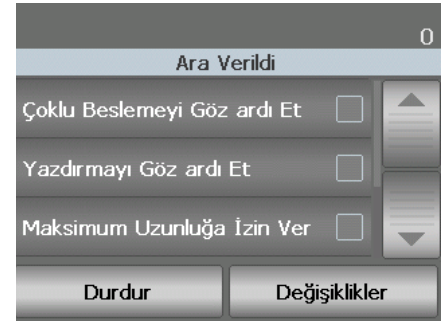 0
Ara Verildi
Çoklu Beslemeyi Göz ardı Et
Yazdırmayı Göz ardı Et
Maksimum Uzunluğa İzin Ver
Durdur
Değişiklikler